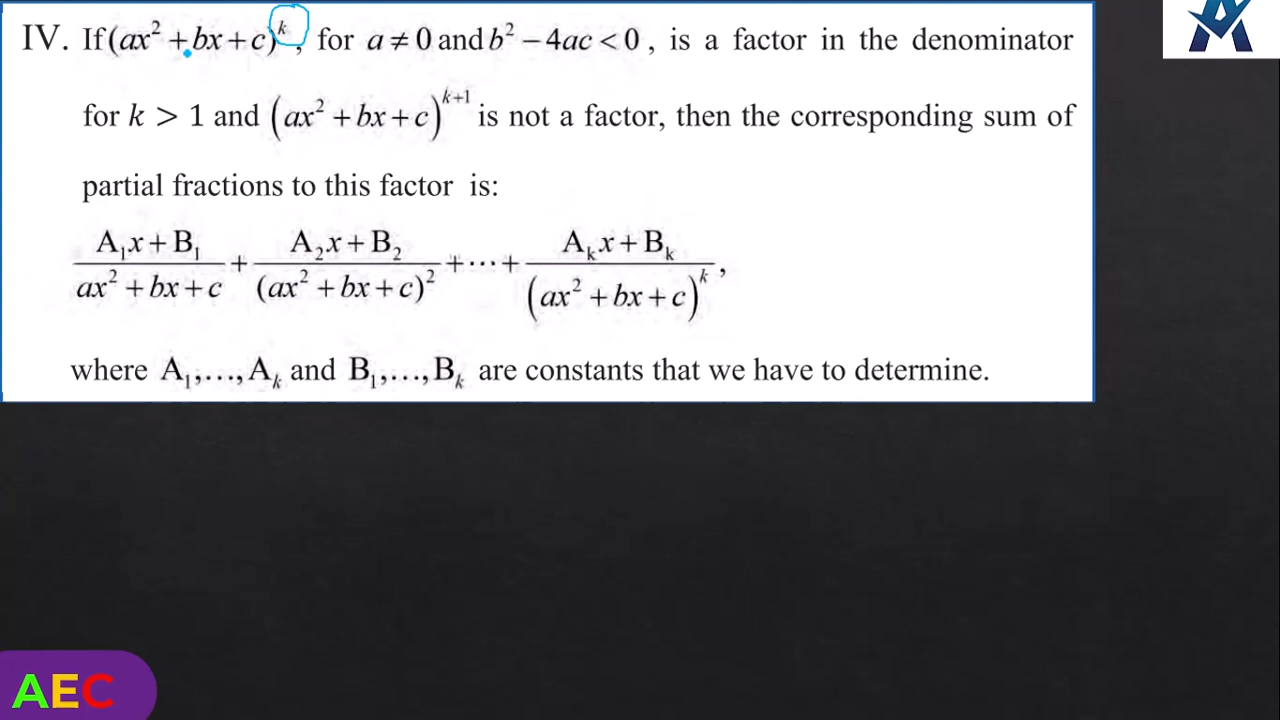 IV. If (ax² + bx + c)ᵏ, for a ≠ 0 and b² − 4ac < 0, is a factor in the denominator
for k > 1 and (ax² + bx + c)ᵏ⁺¹ is not a factor, then the corresponding sum of
partial fractions to this factor is:
(A₁x + B₁)/(ax² + bx + c) + (A₂x + B₂)/(ax² + bx + c)² + ⋯ + (Aₖx + Bₖ)/(ax² + bx + c)ᵏ,
where A₁,…, Aₖ and B₁,…, Bₖ are constants that we have to determine.
AEC